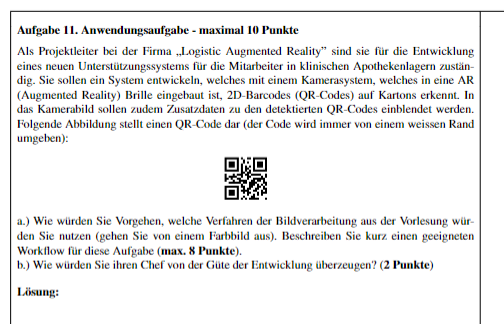 Aufgabe 11. Anwendungsaufgabe - maximal 10 Punkte
Als Projektleiter bei der Firma „Logistic Augmented Reality” sind sie für die Entwicklung
eines neuen Unterstützungssystems für die Mitarbeiter in klinischen Apothekenlagern zustän-
dig. Sie sollen ein System entwickeln, welches mit einem Kamerasystem, welches in eine AR
(Augmented Reality) Brille eingebaut ist, 2D-Barcodes (QR-Codes) auf Kartons erkennt. In
das Kamerabild sollen zudem Zusatzdaten zu den detektierten QR-Codes einblendet werden.
Folgende Abbildung stellt einen QR-Code dar (der Code wird immer von einem weissen Rand
umgeben):
a.) Wie würden Sie Vorgehen, welche Verfahren der Bildverarbeitung aus der Vorlesung wür-
den Sie nutzen (gehen Sie von einem Farbbild aus). Beschreiben Sie kurz einen geeigneten
Workflow für diese Aufgabe (max. 8 Punkte).
b.) Wie würden Sie ihren Chef von der Güte der Entwicklung überzeugen? (2 Punkte)
Lösung: